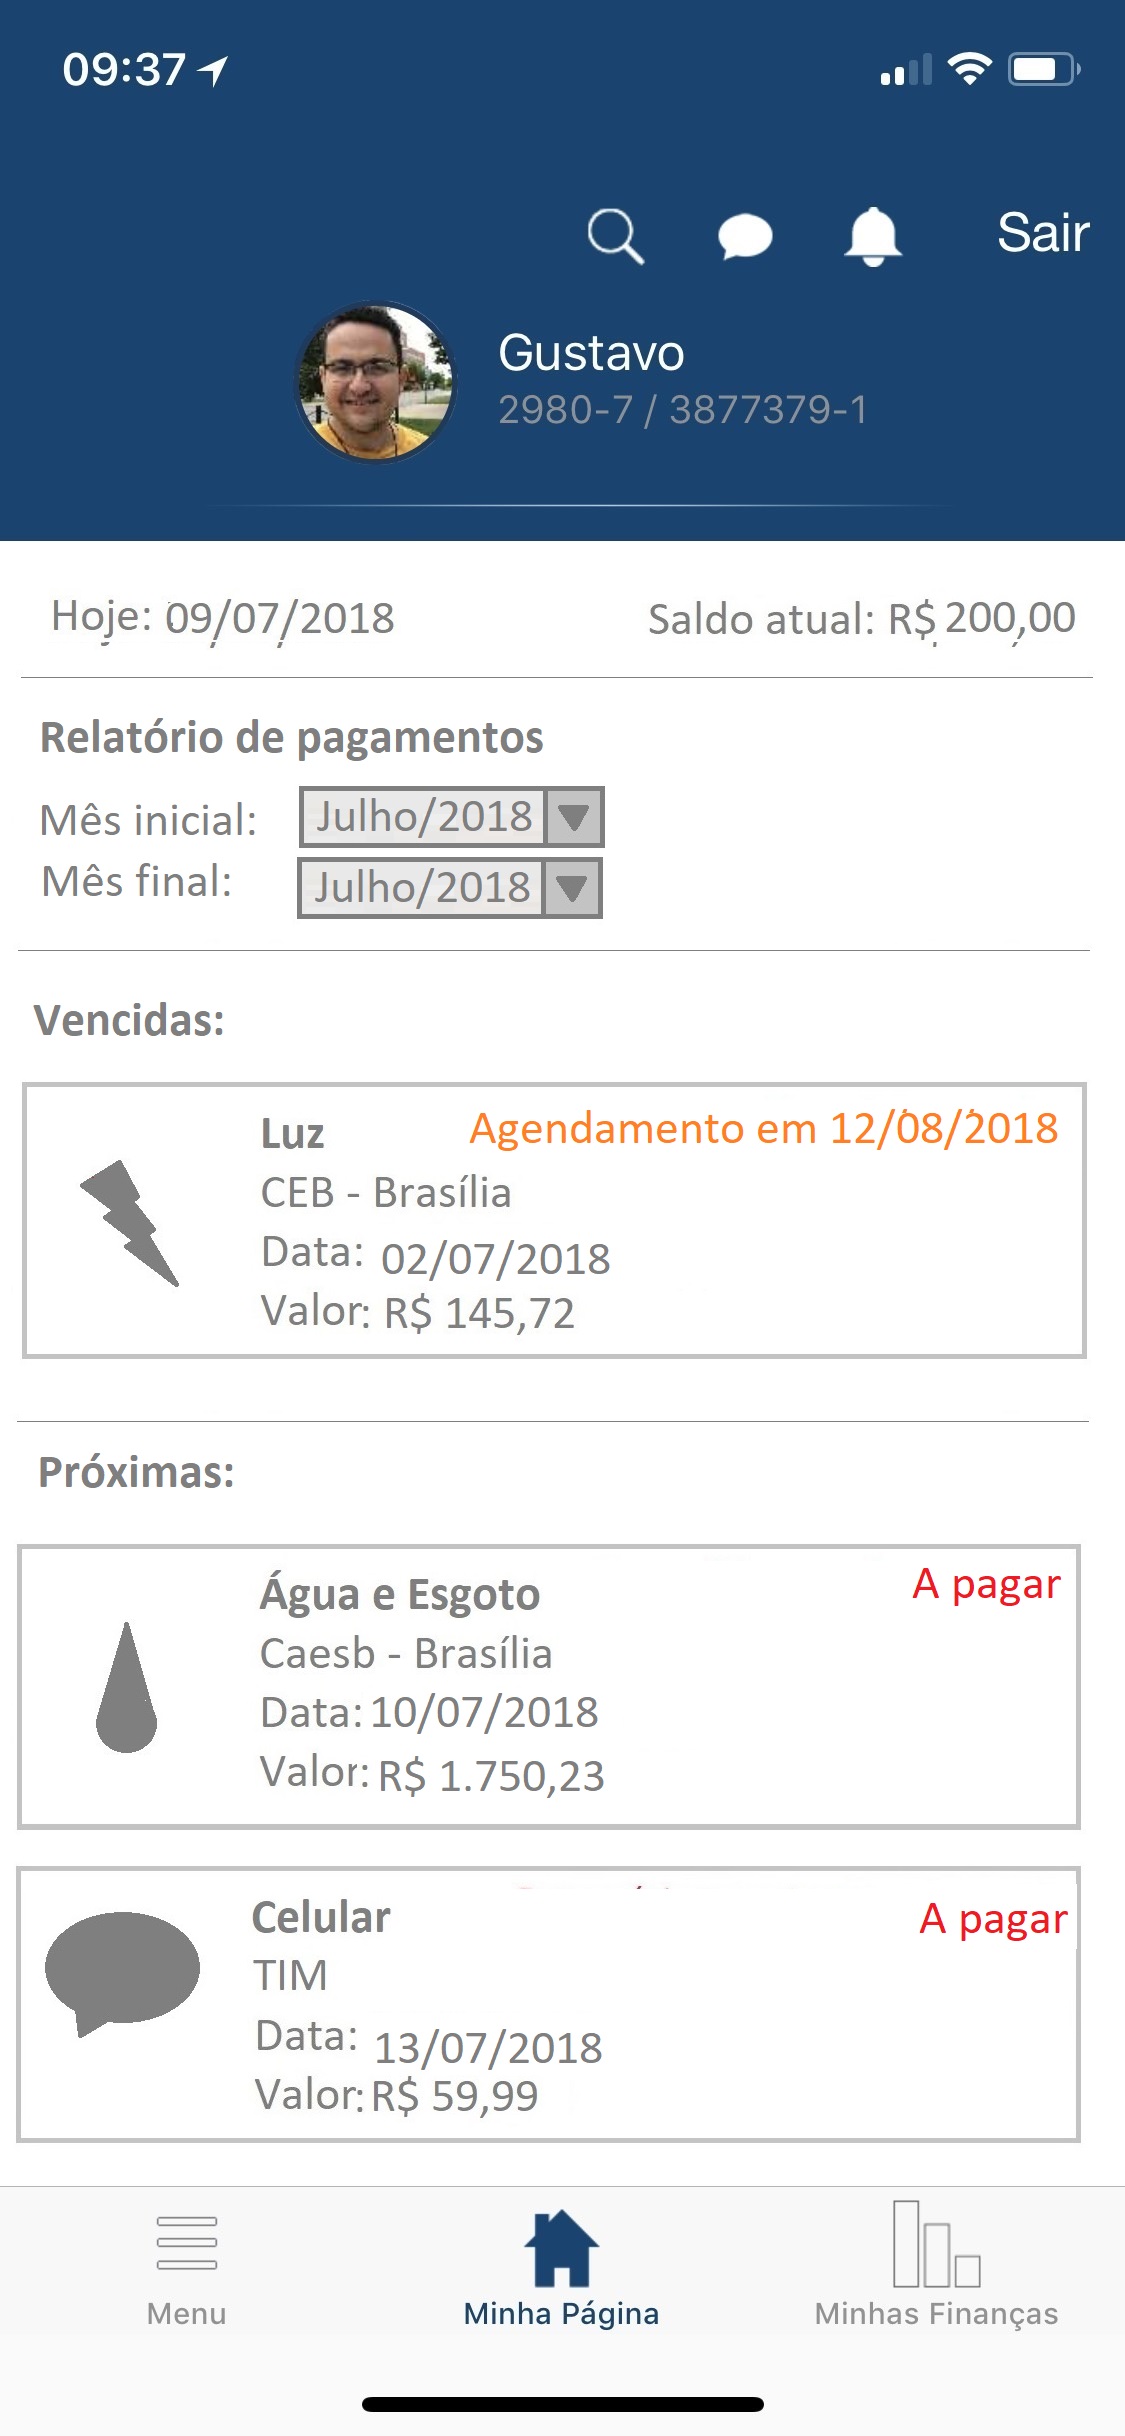 09:37
Sair
Gustavo
2980-7 / 3877379-1
Hoje: 09/07/2018
Saldo atual: R$ 200,00
Relatório de pagamentos
Mês inicial: Julho/2018
Mês final: Julho/2018
Vencidas:
Luz
Agendamento em 12/08/2018
CEB - Brasília
Data: 02/07/2018
Valor: R$ 145,72
Próximas:
Água e Esgoto
A pagar
Caesb - Brasília
Data: 10/07/2018
Valor: R$ 1.750,23
Celular
A pagar
TIM
Data: 13/07/2018
Valor: R$ 59,99
Menu
Minha Página
Minhas Finanças